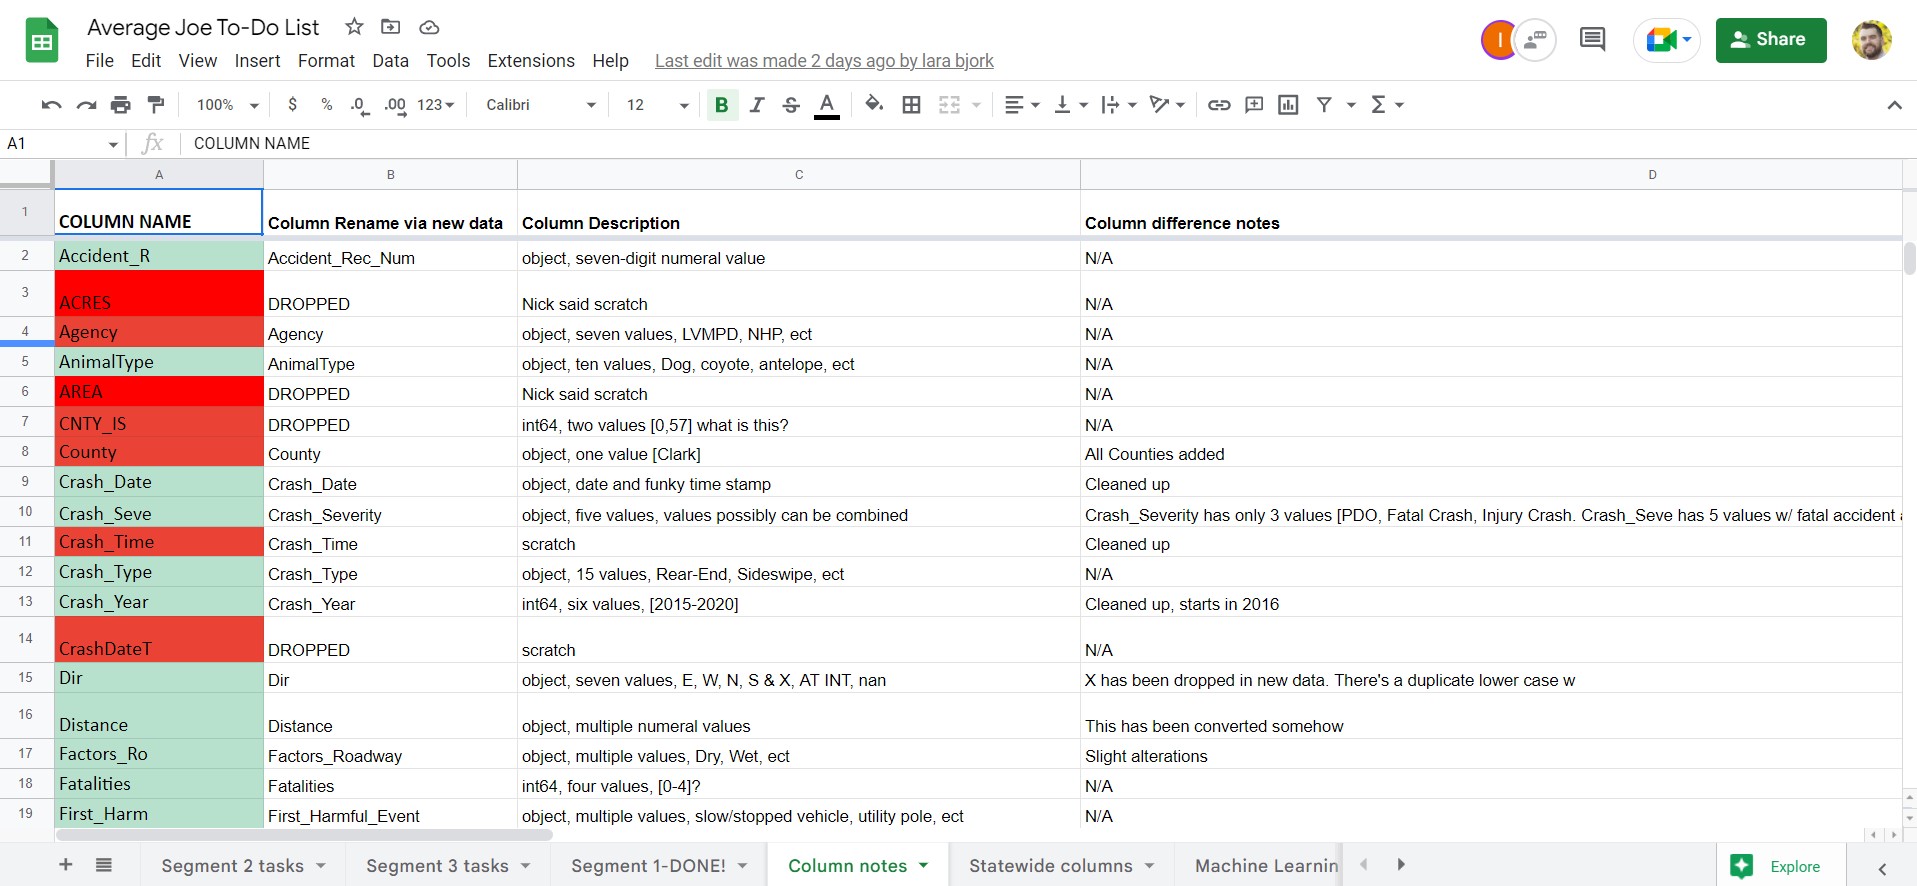 Average Joe To-Do List
File Edit View Insert Format Data Tools Extensions Help Last edit was made 2 days ago by lara bjork
I
Share
100% $ % .0 .00 123 Calibri 12 B I S A Σ
A1 fx COLUMN NAME
A B C D
1 COLUMN NAME Column Rename via new data Column Description Column difference notes
2 Accident_R Accident_Rec_Num object, seven-digit numeral value N/A
3 ACRES DROPPED Nick said scratch N/A
4 Agency Agency object, seven values, LVMPD, NHP, ect N/A
5 AnimalType AnimalType object, ten values, Dog, coyote, antelope, ect N/A
6 AREA DROPPED Nick said scratch N/A
7 CNTY_IS DROPPED int64, two values [0,57] what is this? N/A
8 County County object, one value [Clark] All Counties added
9 Crash_Date Crash_Date object, date and funky time stamp Cleaned up
10 Crash_Seve Crash_Severity object, five values, values possibly can be combined Crash_Severity has only 3 values [PDO, Fatal Crash, Injury Crash. Crash_Seve has 5 values w/ fatal accident
11 Crash_Time Crash_Time scratch Cleaned up
12 Crash_Type Crash_Type object, 15 values, Rear-End, Sideswipe, ect N/A
13 Crash_Year Crash_Year int64, six values, [2015-2020] Cleaned up, starts in 2016
14 CrashDateT DROPPED scratch N/A
15 Dir Dir object, seven values, E, W, N, S & X, AT INT, nan X has been dropped in new data. There's a duplicate lower case w
16 Distance Distance object, multiple numeral values This has been converted somehow
17 Factors_Ro Factors_Roadway object, multiple values, Dry, Wet, ect Slight alterations
18 Fatalities Fatalities int64, four values, [0-4]? N/A
19 First_Harm First_Harmful_Event object, multiple values, slow/stopped vehicle, utility pole, ect N/A
+ Segment 2 tasks Segment 3 tasks Segment 1-DONE! Column notes Statewide columns Machine Learnin Explore